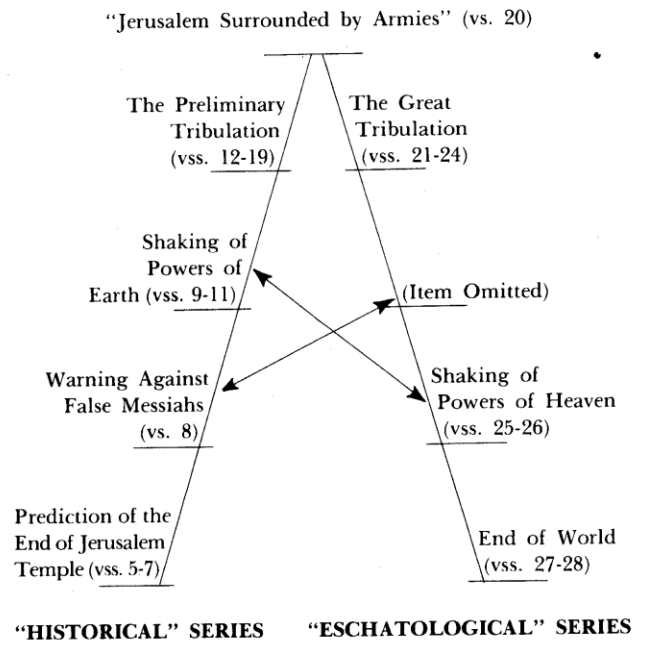 “Jerusalem Surrounded by Armies” (vs. 20)
The Preliminary
Tribulation
(vss. 12-19)
The Great
Tribulation
(vss. 21-24)
Shaking of
Powers of
Earth (vss. 9-11)
(Item Omitted)
Warning Against
False Messiahs
(vs. 8)
Shaking of
Powers of Heaven
(vss. 25-26)
Prediction of the
End of Jerusalem
Temple (vss. 5-7)
End of World
(vss. 27-28)
“HISTORICAL” SERIES
“ESCHATOLOGICAL” SERIES